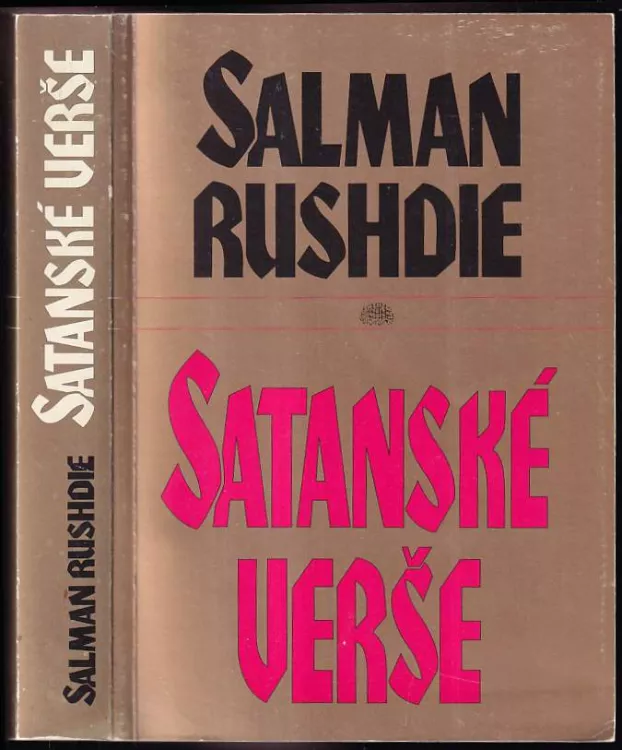 SATANSKÉ VERŠE
SALMAN RUSHDIE
SALMAN
RUSHDIE
SATANSKÉ
VERŠE